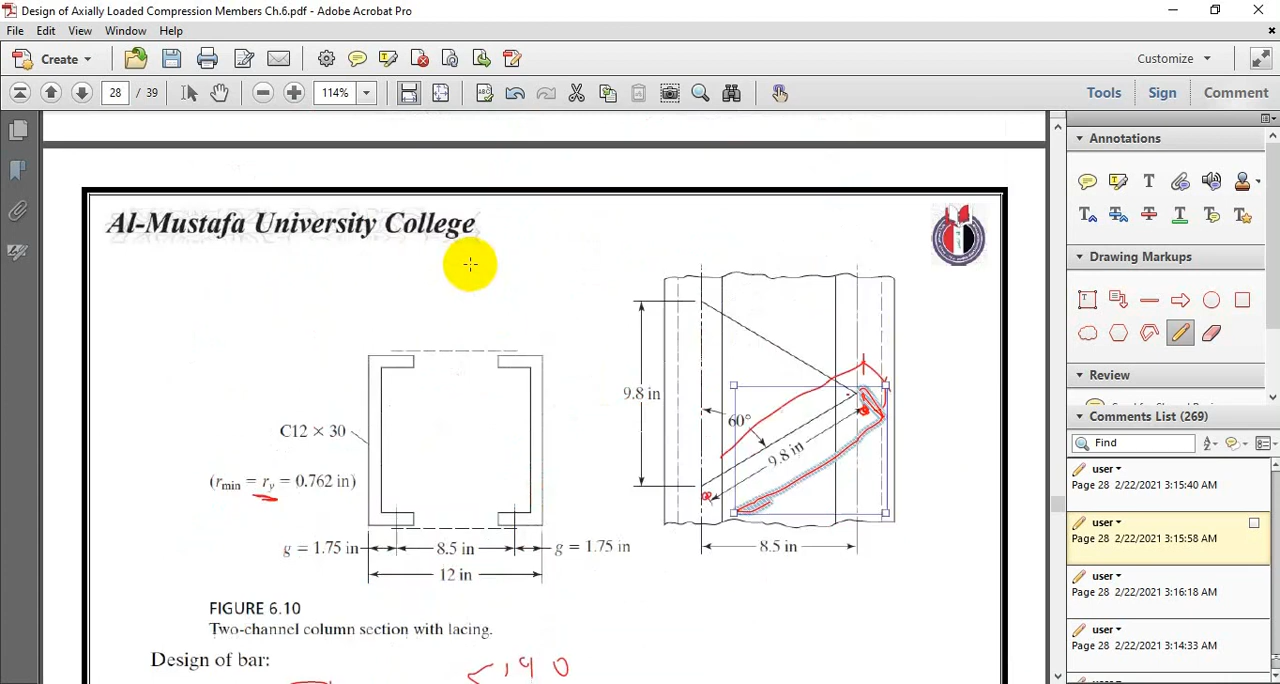 Design of Axially Loaded Compression Members Ch.6.pdf - Adobe Acrobat Pro
File Edit View Window Help
Create
Customize
28 / 39
114%
Tools Sign Comment
Al-Mustafa University College
C12 × 30
(rmin = ry = 0.762 in)
g = 1.75 in
8.5 in
g = 1.75 in
12 in
9.8 in
60°
9.8 in
8.5 in
FIGURE 6.10
Two-channel column section with lacing.
Design of bar:
< 140
Annotations
Drawing Markups
Review
Comments List (269)
Find
user
Page 28 2/22/2021 3:15:40 AM
user
Page 28 2/22/2021 3:15:58 AM
user
Page 28 2/22/2021 3:16:18 AM
user
Page 28 2/22/2021 3:14:33 AM